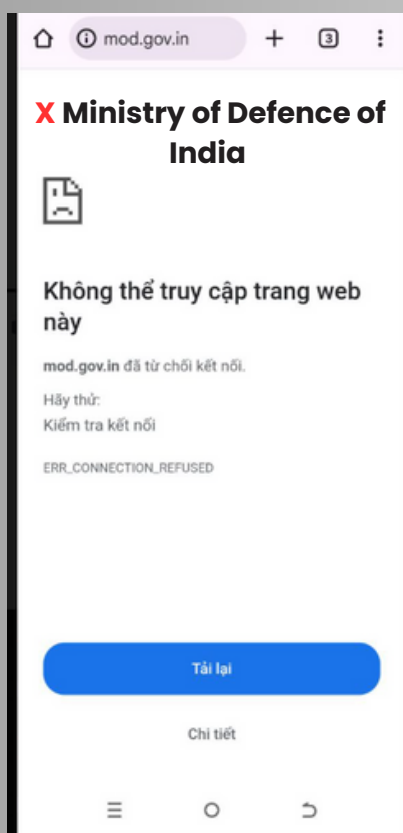 mod.gov.in
3
X Ministry of Defence of
India
Không thể truy cập trang web
này
mod.gov.in đã từ chối kết nối.
Hãy thử:
Kiểm tra kết nối
ERR_CONNECTION_REFUSED
Tải lại
Chi tiết